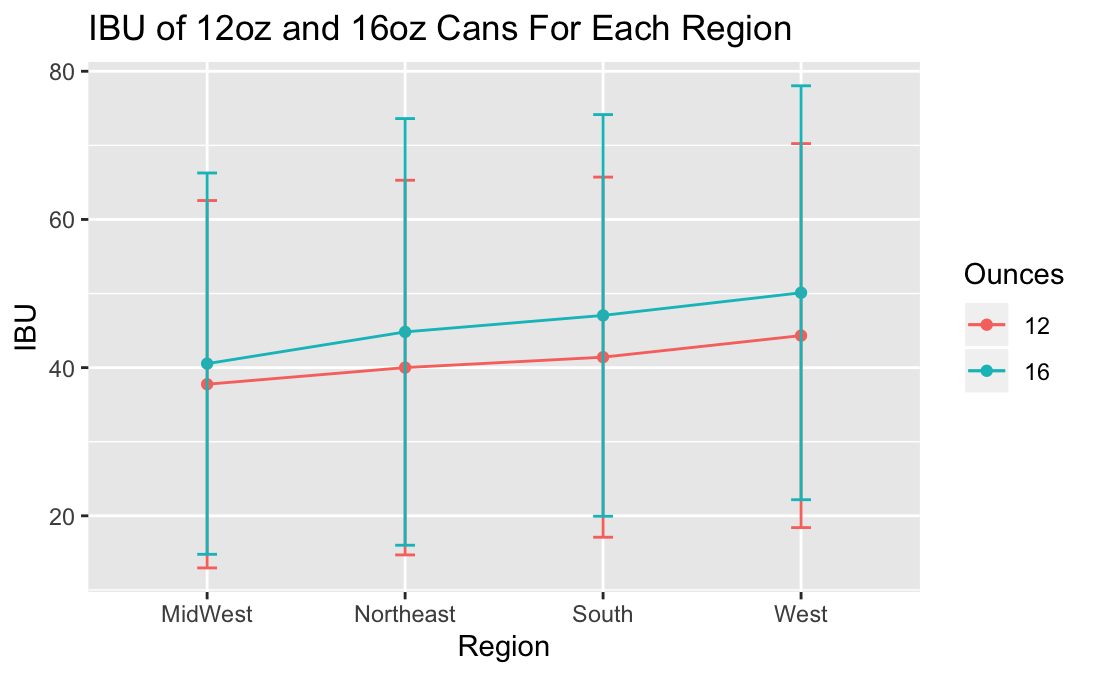 IBU of 12oz and 16oz Cans For Each Region
80
60
40
20
IBU
MidWest Northeast South West
Region
Ounces
12
16